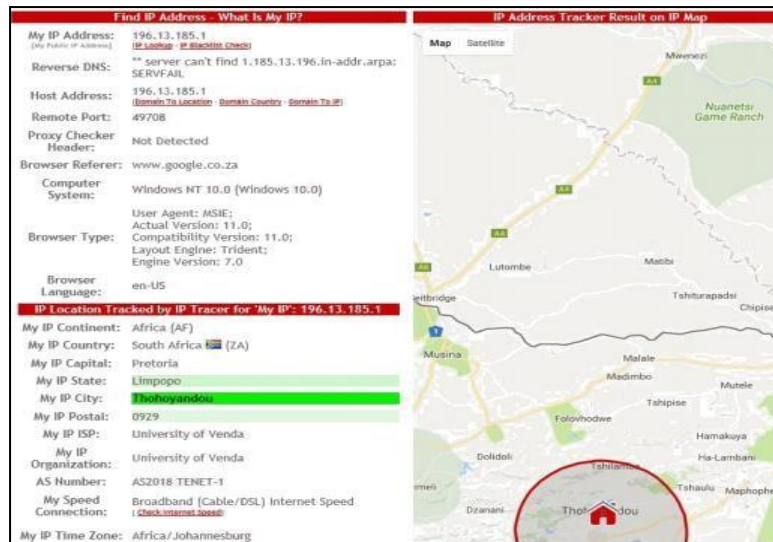 Find IP Address - What Is My IP?
My IP Address: 196.13.185.1
[My Public IP Address] (IP Lookup - IP Blacklist Check)
Reverse DNS: ** server can't find 1.185.13.196.in-addr.arpa:
SERVFAIL
Host Address: 196.13.185.1
(Domain To Location - Domain Country - Domain To IP)
Remote Port: 49708
Proxy Checker
Header: Not Detected
Browser Referer: www.google.co.za
Computer
System: Windows NT 10.0 (Windows 10.0)
Browser Type: User Agent: MSIE;
Actual Version: 11.0;
Compatibility Version: 11.0;
Layout Engine: Trident;
Engine Version: 7.0
Browser
Language: en-US
IP Location Tracked by IP Tracer for 'My IP': 196.13.185.1
My IP Continent: Africa (AF)
My IP Country: South Africa (ZA)
My IP Capital: Pretoria
My IP State: Limpopo
My IP City: Thohoyandou
My IP Postal: 0929
My IP ISP: University of Venda
My IP
Organization: University of Venda
AS Number: AS2018 TENET-1
My Speed
Connection: Broadband (Cable/DSL) Internet Speed
( Check Internet Speed)
My IP Time Zone: Africa/Johannesburg
IP Address Tracker Result on IP Map
Map Satellite
Mwenezi
A4
Nuanetsi
Game Ranch
A4
A4
A6
Lutombe
Matibi
eitbridge
Tshiturapadsi
Chipise
1
Musina
Malale
Madimbo
Mutele
Tshipise
Folovhodwe
Hamakuya
Dolidoli
Ha-Lambani
Tshilamba
meli
Tshaulu
Maphophe
Dzanani
Thoh dou